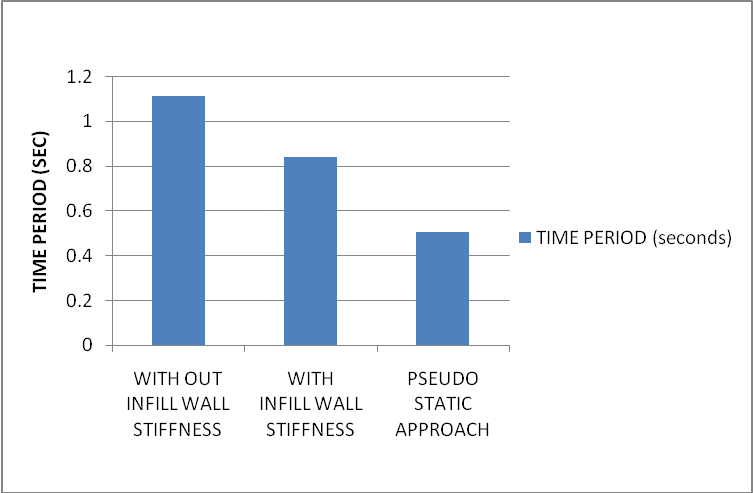 1.2
1
0.8
0.6
0.4
0.2
0
TIME PERIOD (SEC)
WITH OUT
INFILL WALL
STIFFNESS
WITH
INFILL WALL
STIFFNESS
PSEUDO
STATIC
APPROACH
TIME PERIOD (seconds)